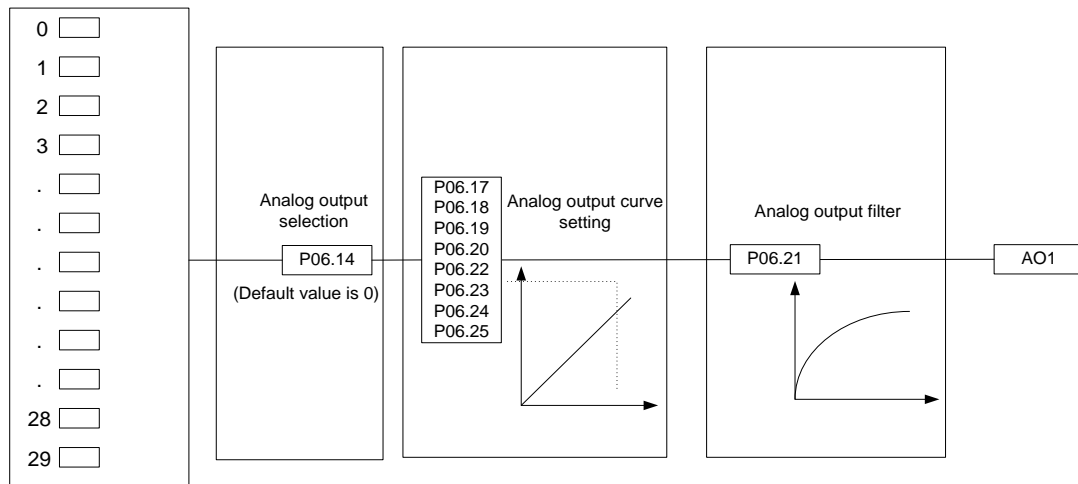 0
1
2
3
.
.
.
.
.
.
28
29
Analog output
selection
P06.14
(Default value is 0)
P06.17
P06.18
P06.19
P06.20
P06.22
P06.23
P06.24
P06.25
Analog output curve
setting
Analog output filter
P06.21
AO1